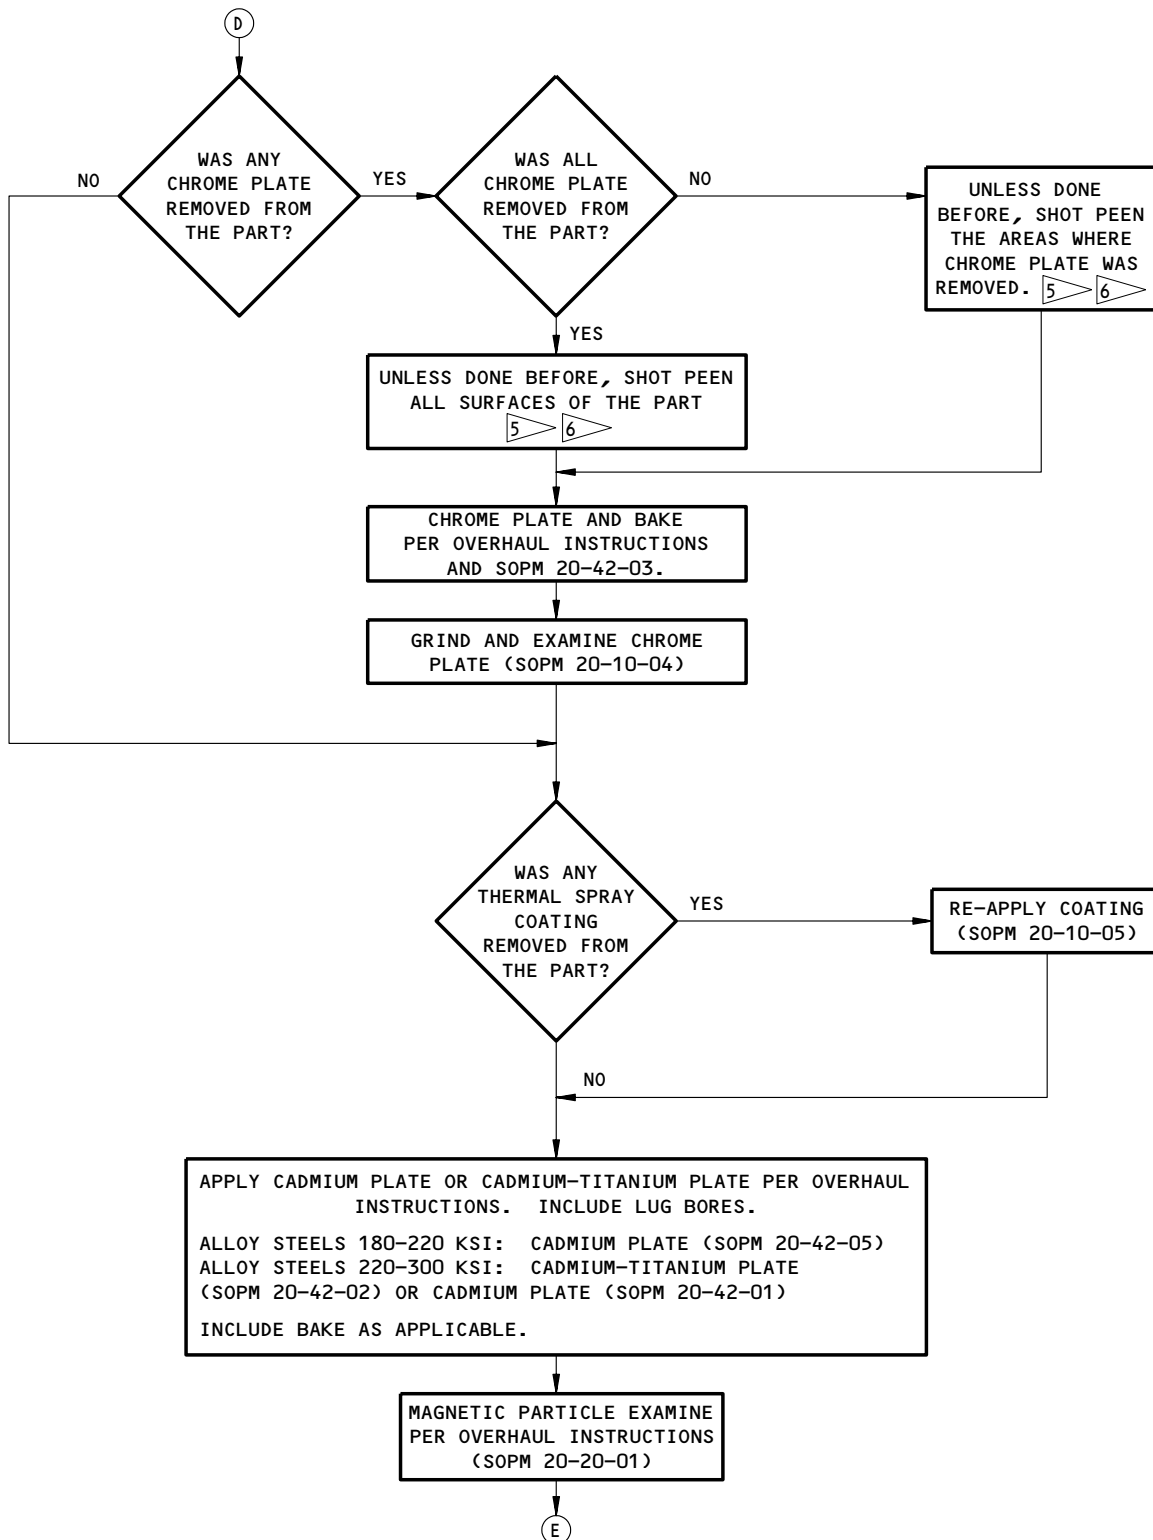 D
WAS ANY
CHROME PLATE
REMOVED FROM
THE PART?
NO
YES
WAS ALL
CHROME PLATE
REMOVED FROM
THE PART?
NO
UNLESS DONE
BEFORE, SHOT PEEN
THE AREAS WHERE
CHROME PLATE WAS
REMOVED. 5 6
YES
UNLESS DONE BEFORE, SHOT PEEN
ALL SURFACES OF THE PART
5 6
CHROME PLATE AND BAKE
PER OVERHAUL INSTRUCTIONS
AND SOPM 20-42-03.
GRIND AND EXAMINE CHROME
PLATE (SOPM 20-10-04)
WAS ANY
THERMAL SPRAY
COATING
REMOVED FROM
THE PART?
YES
RE-APPLY COATING
(SOPM 20-10-05)
NO
APPLY CADMIUM PLATE OR CADMIUM-TITANIUM PLATE PER OVERHAUL
INSTRUCTIONS. INCLUDE LUG BORES.
ALLOY STEELS 180-220 KSI: CADMIUM PLATE (SOPM 20-42-05)
ALLOY STEELS 220-300 KSI: CADMIUM-TITANIUM PLATE
(SOPM 20-42-02) OR CADMIUM PLATE (SOPM 20-42-01)
INCLUDE BAKE AS APPLICABLE.
MAGNETIC PARTICLE EXAMINE
PER OVERHAUL INSTRUCTIONS
(SOPM 20-20-01)
E